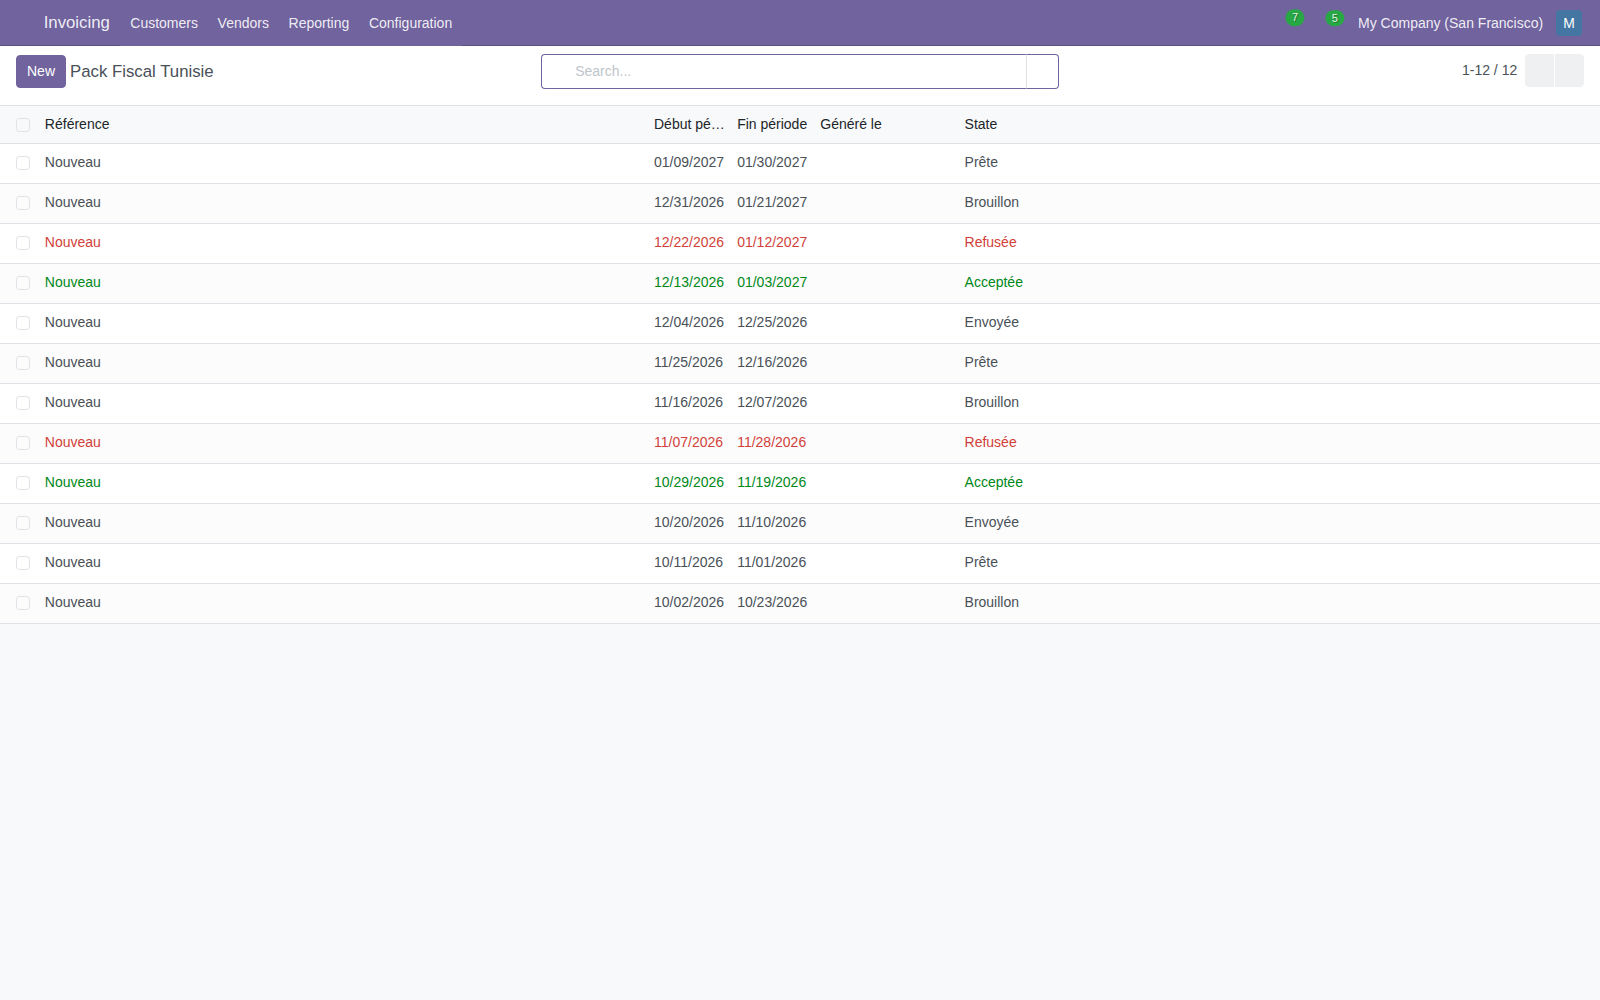 Invoicing Customers Vendors Reporting Configuration 7 5 My Company (San Francisco) M
New Pack Fiscal Tunisie Search... 1-12 / 12
Référence Début pé… Fin période Généré le State
Nouveau 01/09/2027 01/30/2027 Prête
Nouveau 12/31/2026 01/21/2027 Brouillon
Nouveau 12/22/2026 01/12/2027 Refusée
Nouveau 12/13/2026 01/03/2027 Acceptée
Nouveau 12/04/2026 12/25/2026 Envoyée
Nouveau 11/25/2026 12/16/2026 Prête
Nouveau 11/16/2026 12/07/2026 Brouillon
Nouveau 11/07/2026 11/28/2026 Refusée
Nouveau 10/29/2026 11/19/2026 Acceptée
Nouveau 10/20/2026 11/10/2026 Envoyée
Nouveau 10/11/2026 11/01/2026 Prête
Nouveau 10/02/2026 10/23/2026 Brouillon